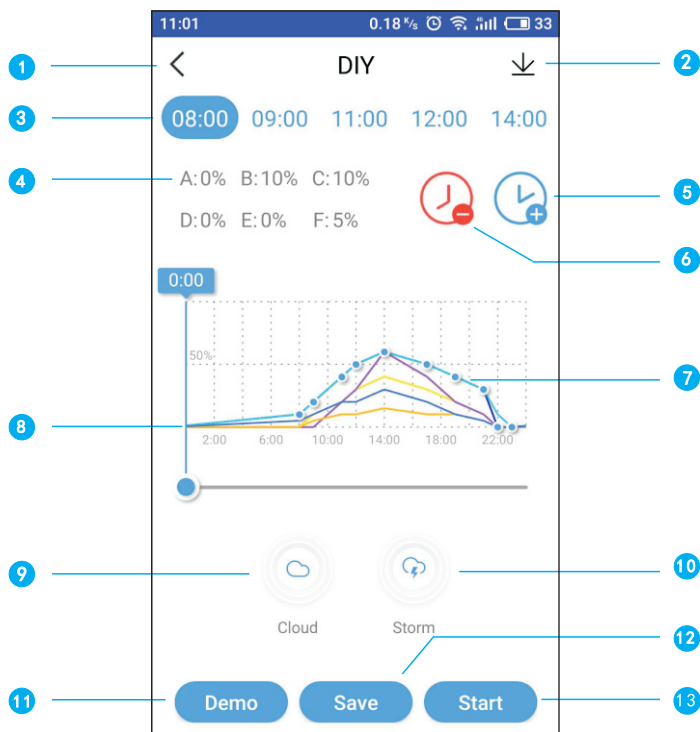 11:01 0.18 K/s 4G 33
1 DIY 2
3 08:00 09:00 11:00 12:00 14:00
4 A:0% B:10% C:10%
5
D:0% E:0% F:5%
6
0:00
50%
7
8
2:00 6:00 10:00 14:00 18:00 22:00
9 10
Cloud Storm
12
11 Demo Save Start 13